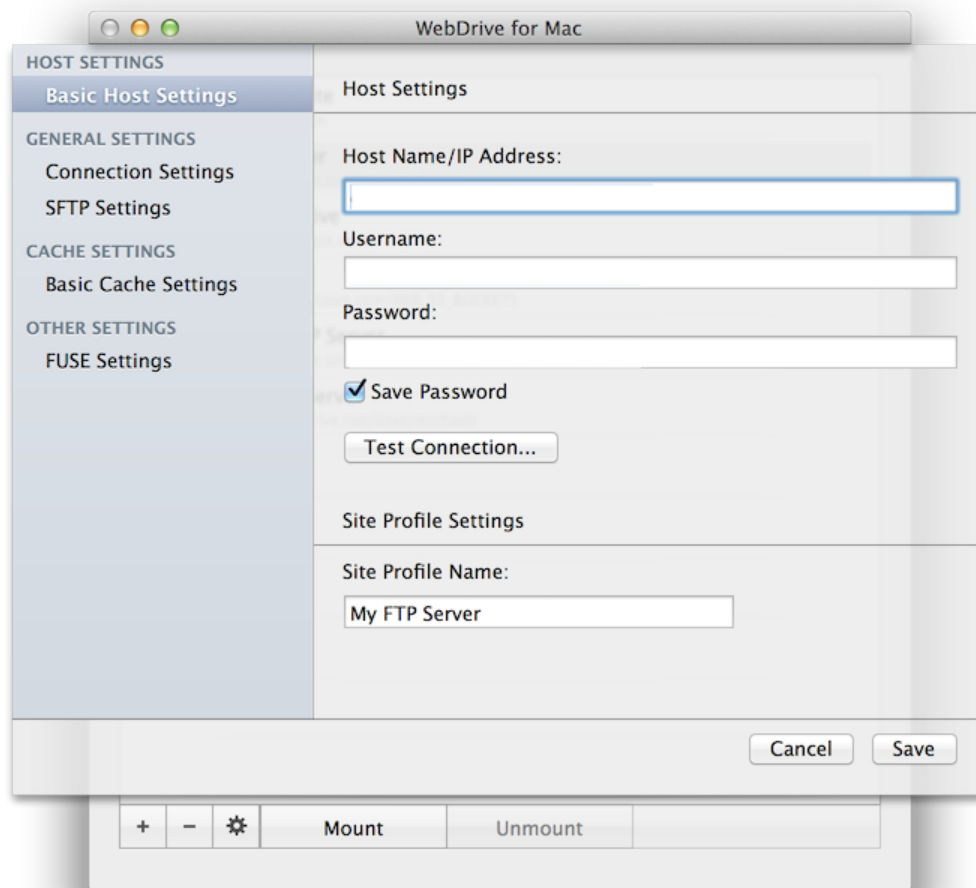 WebDrive for Mac
HOST SETTINGS
Basic Host Settings
GENERAL SETTINGS
Connection Settings
SFTP Settings
CACHE SETTINGS
Basic Cache Settings
OTHER SETTINGS
FUSE Settings
Host Settings
Host Name/IP Address:
Username:
Password:
Save Password
Test Connection...
Site Profile Settings
Site Profile Name:
My FTP Server
Cancel Save
+ − Mount Unmount